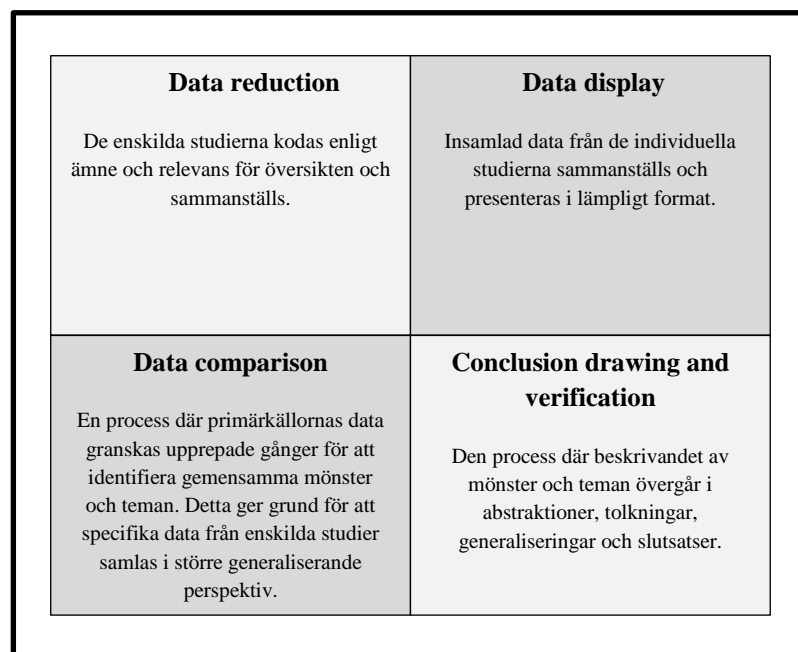 Data reduction
De enskilda studierna kodas enligt
ämne och relevans för översikten och
sammanställs.
Data display
Insamlad data från de individuella
studierna sammanställs och
presenteras i lämpligt format.
Data comparison
En process där primärkällornas data
granskas upprepade gånger för att
identifiera gemensamma mönster
och teman. Detta ger grund för att
specifika data från enskilda studier
samlas i större generaliserande
perspektiv.
Conclusion drawing and
verification
Den process där beskrivandet av
mönster och teman övergår i
abstraktioner, tolkningar,
generaliseringar och slutsatser.